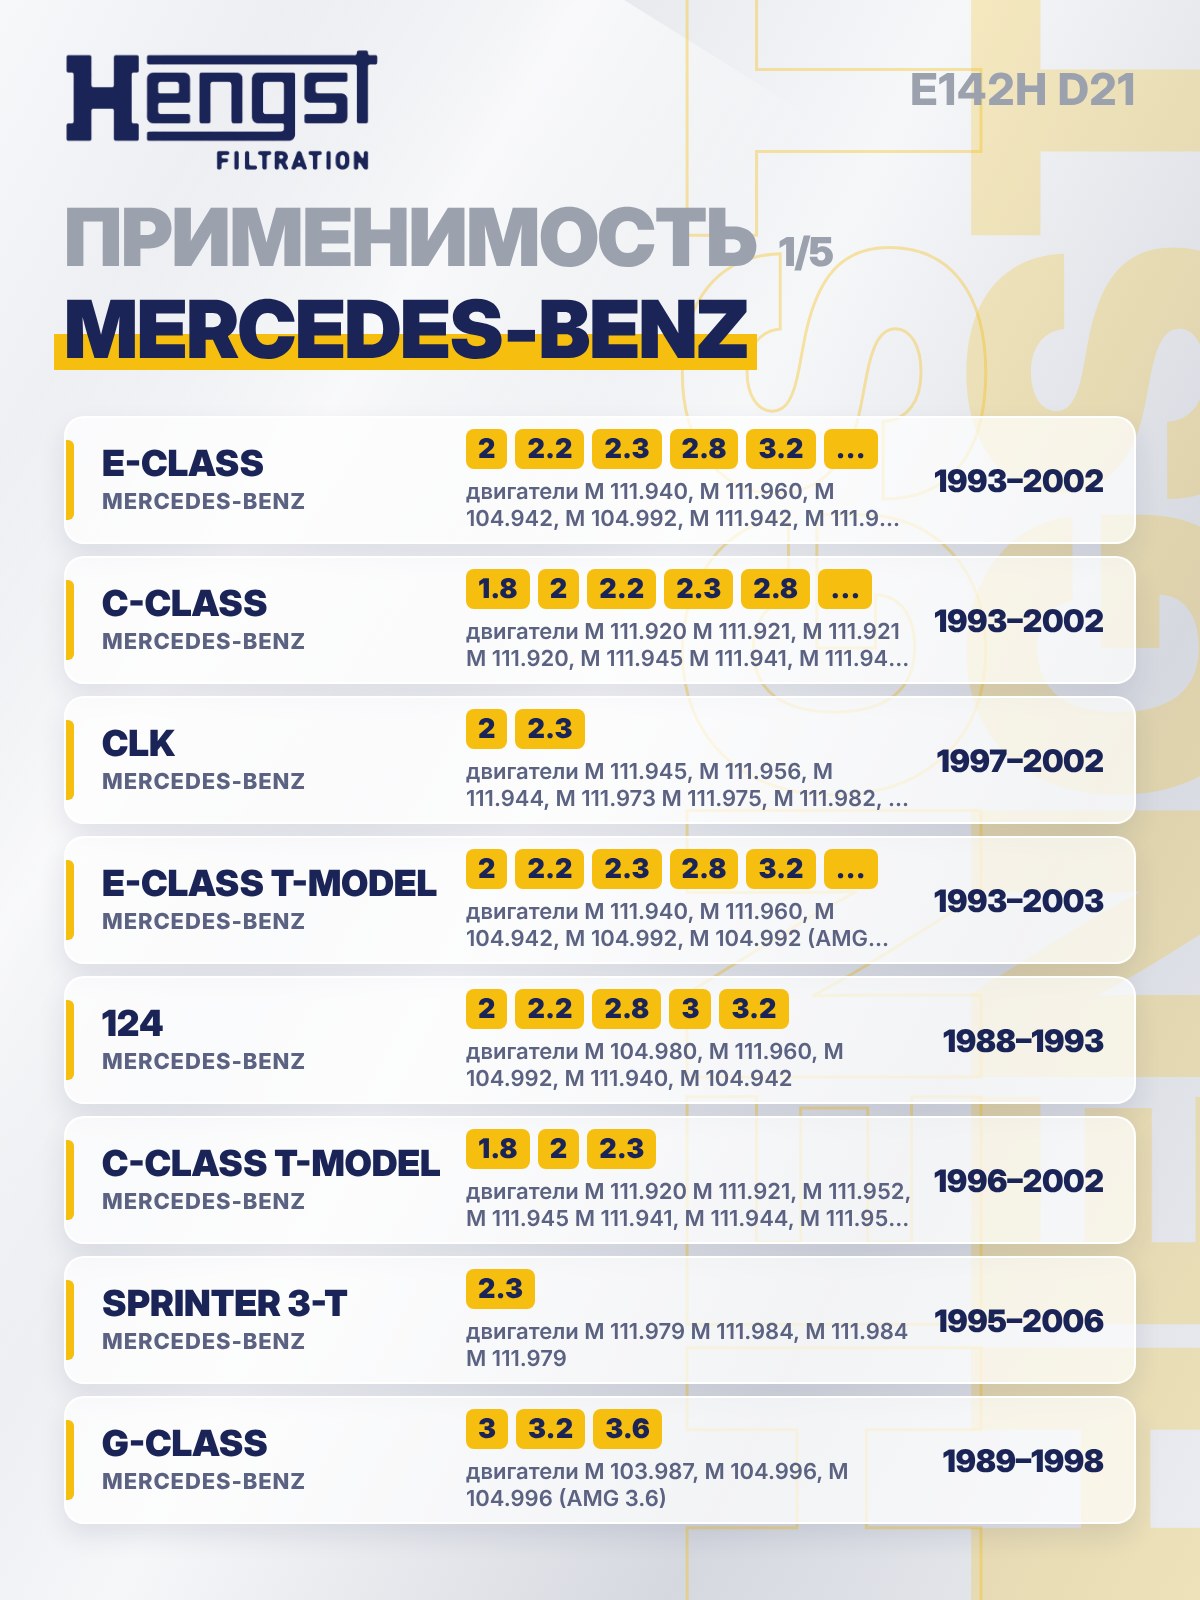 Hengst
FILTRATION
E142H D21
ПРИМЕНИМОСТЬ 1/5
MERCEDES-BENZ
E-CLASS
MERCEDES-BENZ
2 2.2 2.3 2.8 3.2 ...
двигатели M 111.940, M 111.960, M
104.942, M 104.992, M 111.942, M 111.9...
1993–2002
C-CLASS
MERCEDES-BENZ
1.8 2 2.2 2.3 2.8 ...
двигатели M 111.920 M 111.921, M 111.921
M 111.920, M 111.945 M 111.941, M 111.94...
1993–2002
CLK
MERCEDES-BENZ
2 2.3
двигатели M 111.945, M 111.956, M
111.944, M 111.973 M 111.975, M 111.982, ...
1997–2002
E-CLASS T-MODEL
MERCEDES-BENZ
2 2.2 2.3 2.8 3.2 ...
двигатели M 111.940, M 111.960, M
104.942, M 104.992, M 104.992 (AMG...
1993–2003
124
MERCEDES-BENZ
2 2.2 2.8 3 3.2
двигатели M 104.980, M 111.960, M
104.992, M 111.940, M 104.942
1988–1993
C-CLASS T-MODEL
MERCEDES-BENZ
1.8 2 2.3
двигатели M 111.920 M 111.921, M 111.952,
M 111.945 M 111.941, M 111.944, M 111.95...
1996–2002
SPRINTER 3-T
MERCEDES-BENZ
2.3
двигатели M 111.979 M 111.984, M 111.984
M 111.979
1995–2006
G-CLASS
MERCEDES-BENZ
3 3.2 3.6
двигатели M 103.987, M 104.996, M
104.996 (AMG 3.6)
1989–1998
HENGST
HENGST